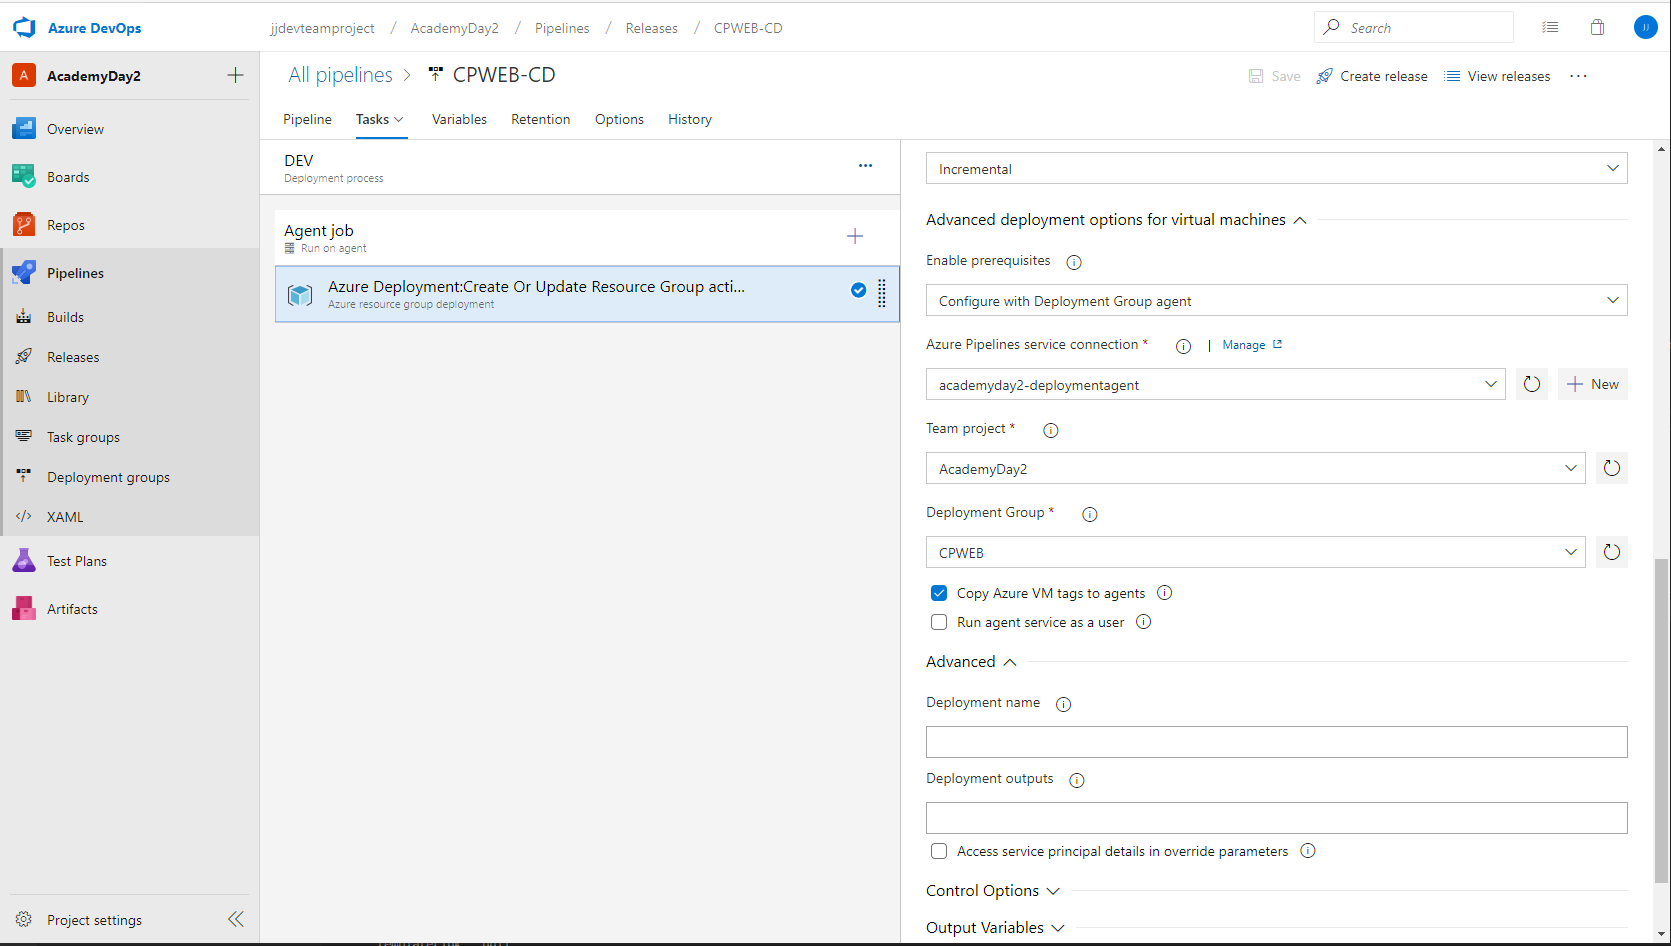 Azure DevOps
jjdevteamproject / AcademyDay2 / Pipelines / Releases / CPWEB-CD
Search
JJ
A AcademyDay2
Overview
Boards
Repos
Pipelines
Builds
Releases
Library
Task groups
Deployment groups
XAML
Test Plans
Artifacts
Project settings
All pipelines > CPWEB-CD
Save Create release View releases ...
Pipeline Tasks Variables Retention Options History
DEV
Deployment process
Agent job
Run on agent
Azure Deployment:Create Or Update Resource Group acti...
Azure resource group deployment
Incremental
Advanced deployment options for virtual machines
Enable prerequisites
Configure with Deployment Group agent
Azure Pipelines service connection * | Manage
academyday2-deploymentagent
New
Team project *
AcademyDay2
Deployment Group *
CPWEB
Copy Azure VM tags to agents
Run agent service as a user
Advanced
Deployment name
Deployment outputs
Access service principal details in override parameters
Control Options
Output Variables